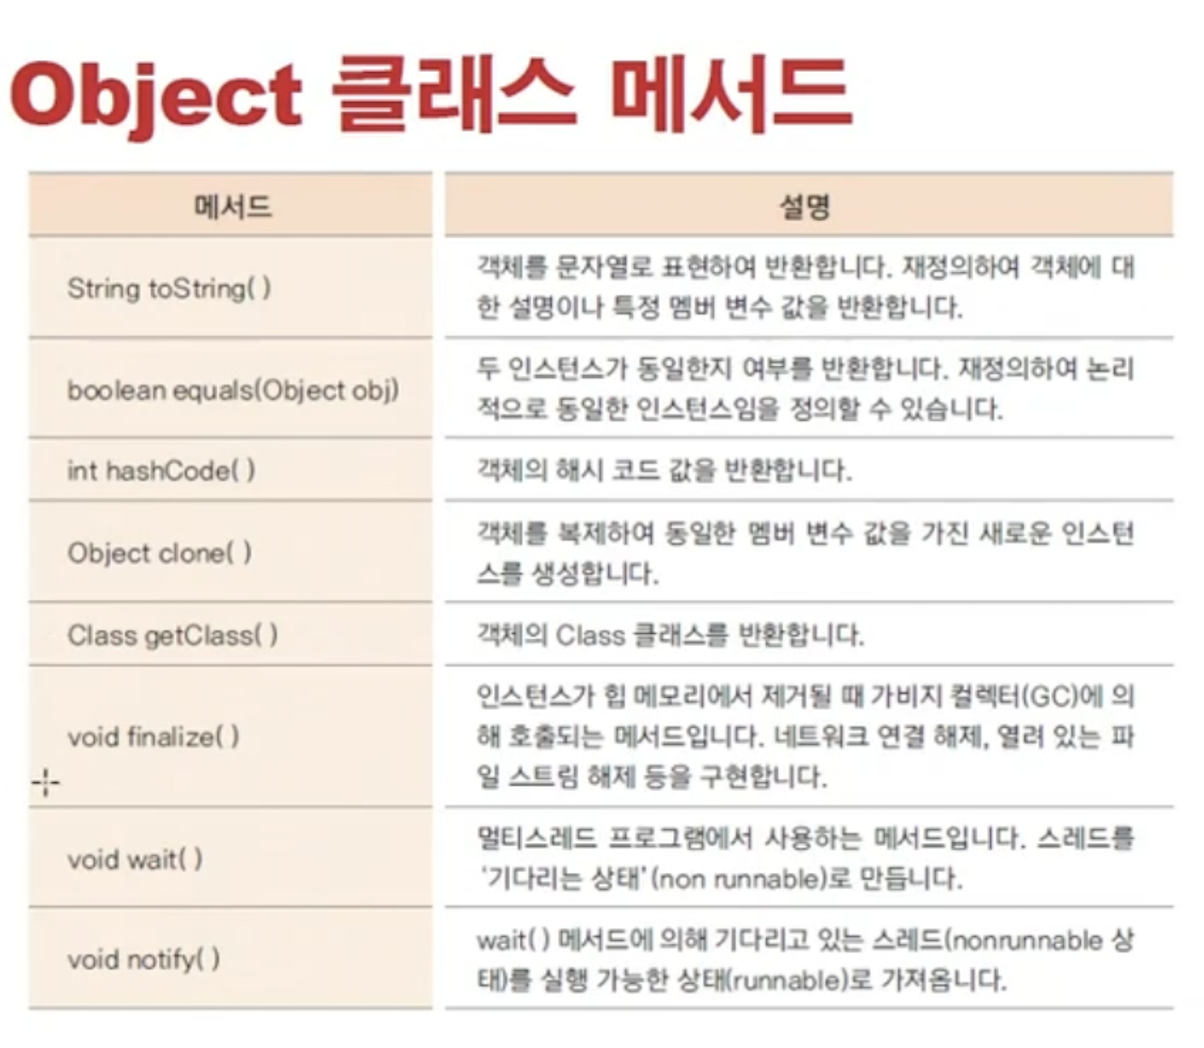 Object 클래스 메서드
메서드
설명
String toString( )
객체를 문자열로 표현하여 반환합니다. 재정의하여 객체에 대
한 설명이나 특정 멤버 변수 값을 반환합니다.
boolean equals(Object obj)
두 인스턴스가 동일한지 여부를 반환합니다. 재정의하여 논리
적으로 동일한 인스턴스임을 정의할 수 있습니다.
int hashCode( )
객체의 해시 코드 값을 반환합니다.
Object clone( )
객체를 복제하여 동일한 멤버 변수 값을 가진 새로운 인스턴
스를 생성합니다.
Class getClass( )
객체의 Class 클래스를 반환합니다.
void finalize( )
인스턴스가 힙 메모리에서 제거될 때 가비지 컬렉터(GC)에 의
해 호출되는 메서드입니다. 네트워크 연결 해제, 열려 있는 파
일 스트림 해제 등을 구현합니다.
void wait( )
멀티스레드 프로그램에서 사용하는 메서드입니다. 스레드를
‘기다리는 상태’(non runnable)로 만듭니다.
void notify( )
wait( ) 메서드에 의해 기다리고 있는 스레드(nonrunnable 상
태)를 실행 가능한 상태(runnable)로 가져옵니다.